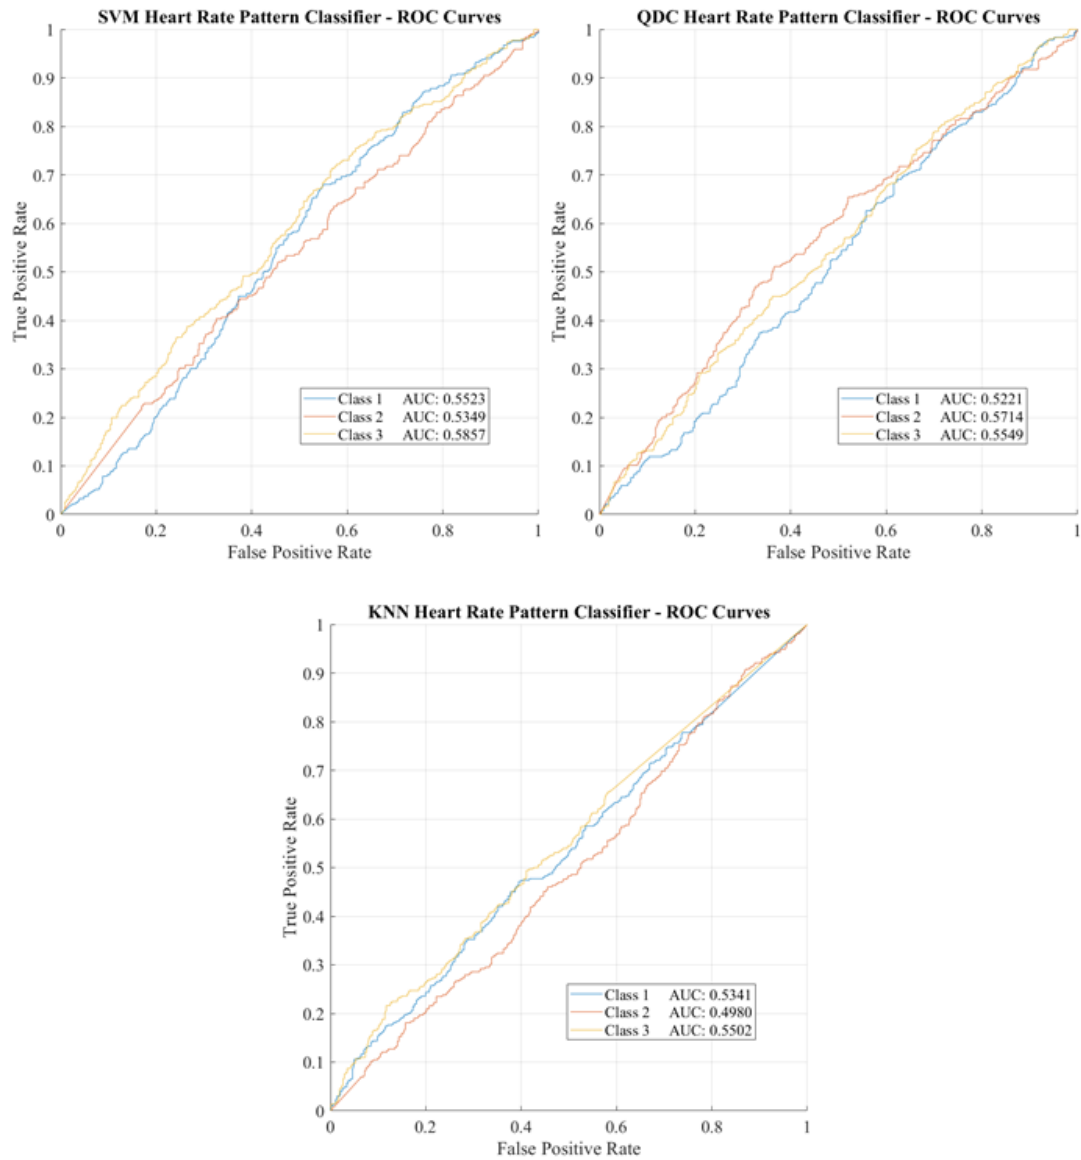 SVM Heart Rate Pattern Classifier - ROC Curves
1
0.9
0.8
0.7
0.6
0.5
0.4
0.3
0.2
0.1
0
True Positive Rate
Class 1 AUC: 0.5523
Class 2 AUC: 0.5349
Class 3 AUC: 0.5857
0 0.2 0.4 0.6 0.8 1
False Positive Rate
QDC Heart Rate Pattern Classifier - ROC Curves
1
0.9
0.8
0.7
0.6
0.5
0.4
0.3
0.2
0.1
0
True Positive Rate
Class 1 AUC: 0.5221
Class 2 AUC: 0.5714
Class 3 AUC: 0.5549
0 0.2 0.4 0.6 0.8 1
False Positive Rate
KNN Heart Rate Pattern Classifier - ROC Curves
1
0.9
0.8
0.7
0.6
0.5
0.4
0.3
0.2
0.1
0
True Positive Rate
Class 1 AUC: 0.5341
Class 2 AUC: 0.4980
Class 3 AUC: 0.5502
0 0.2 0.4 0.6 0.8 1
False Positive Rate